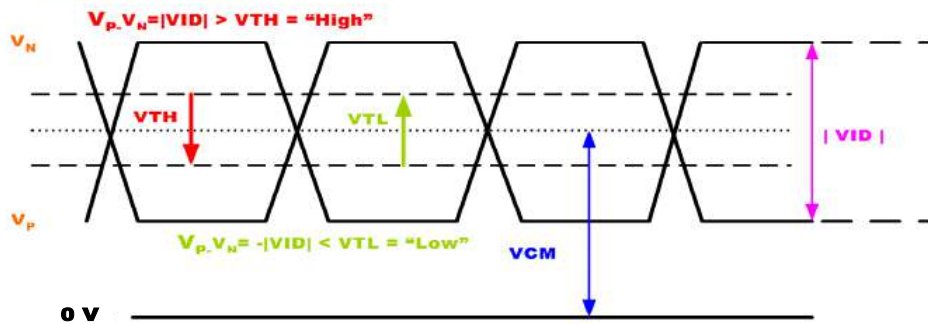 Vp-VN=|VID| > VTH = “High”
VN
VTH
VTL
| VID |
VP
Vp-VN= -|VID| < VTL = “Low”
VCM
0 V